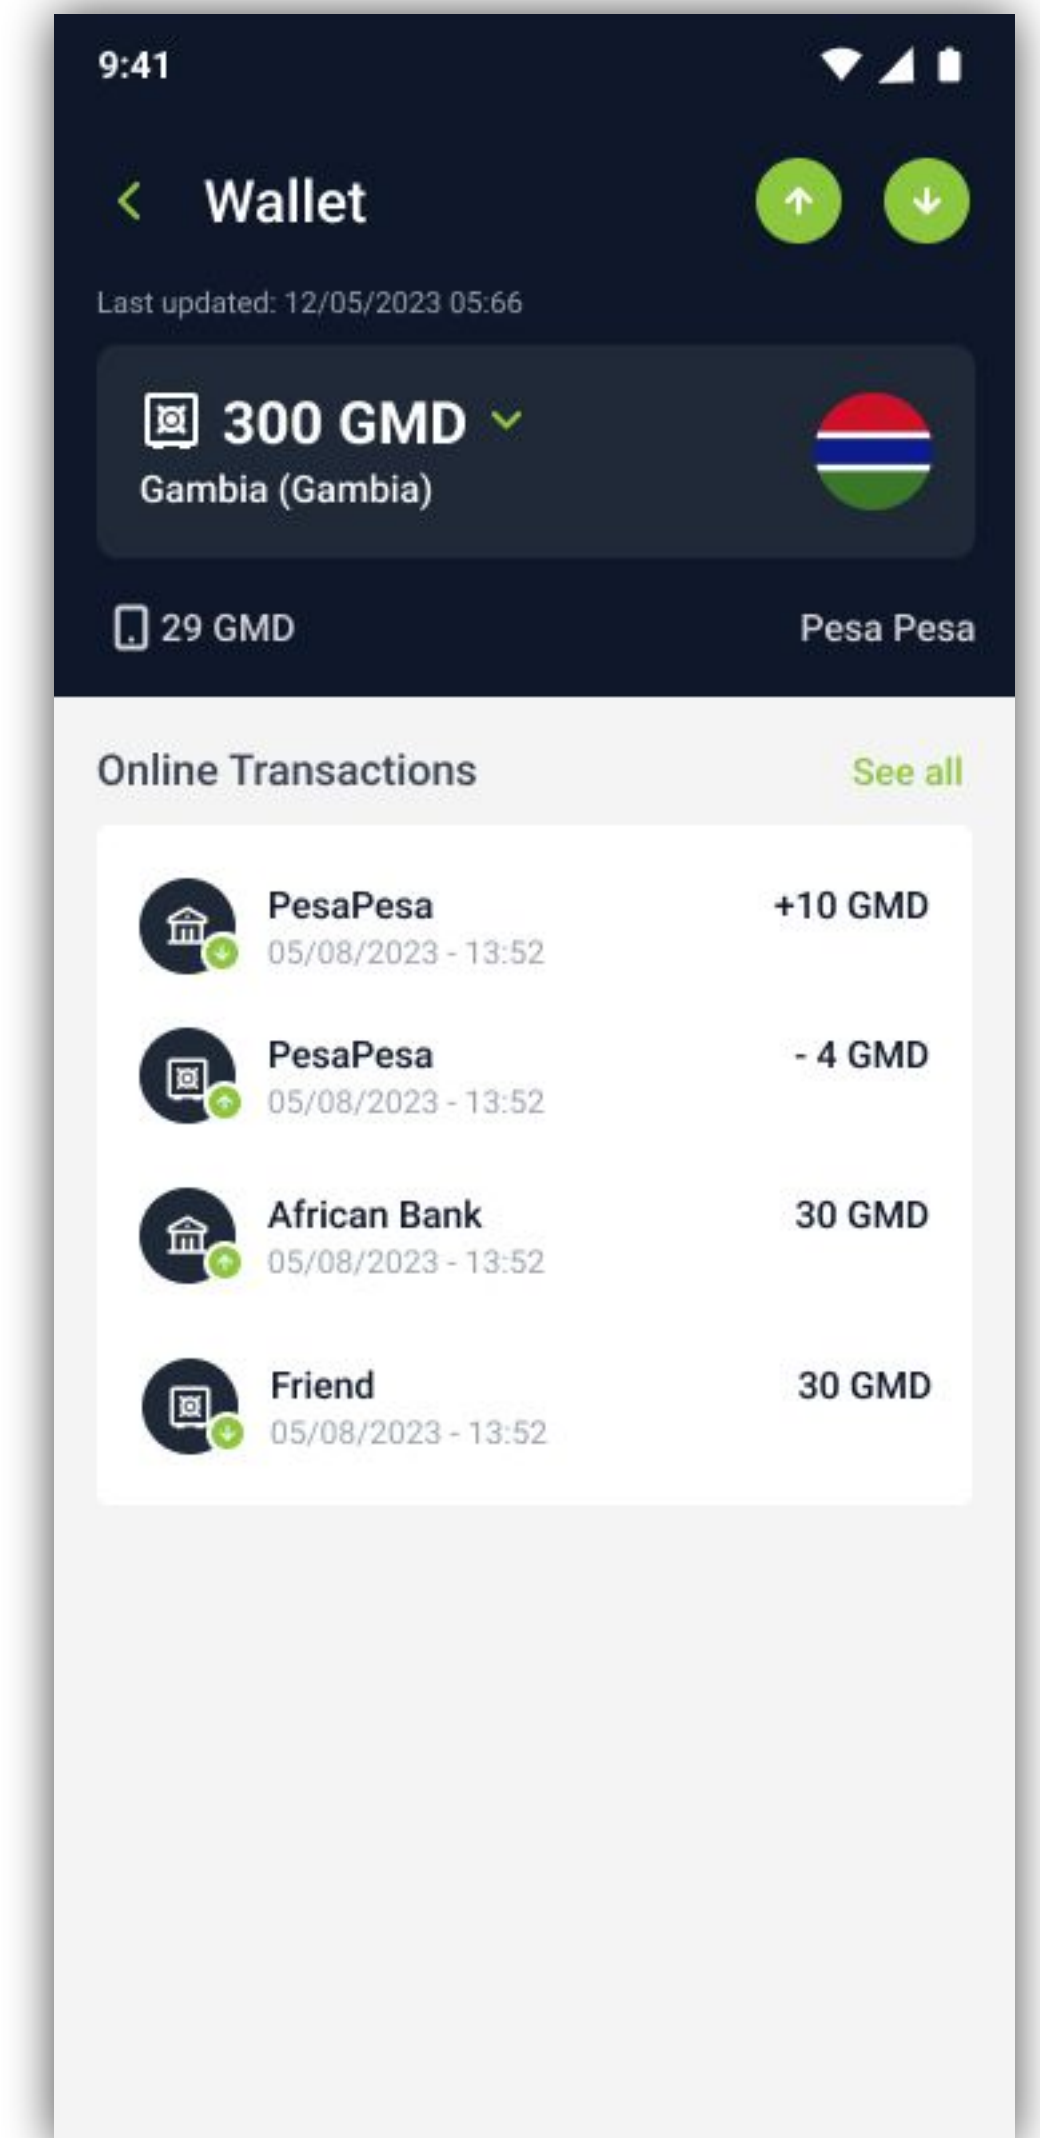 9:41
Wallet
Last updated: 12/05/2023 05:66
300 GMD
Gambia (Gambia)
29 GMD
Pesa Pesa
Online Transactions
See all
PesaPesa
+10 GMD
05/08/2023 - 13:52
PesaPesa
- 4 GMD
05/08/2023 - 13:52
African Bank
30 GMD
05/08/2023 - 13:52
Friend
30 GMD
05/08/2023 - 13:52